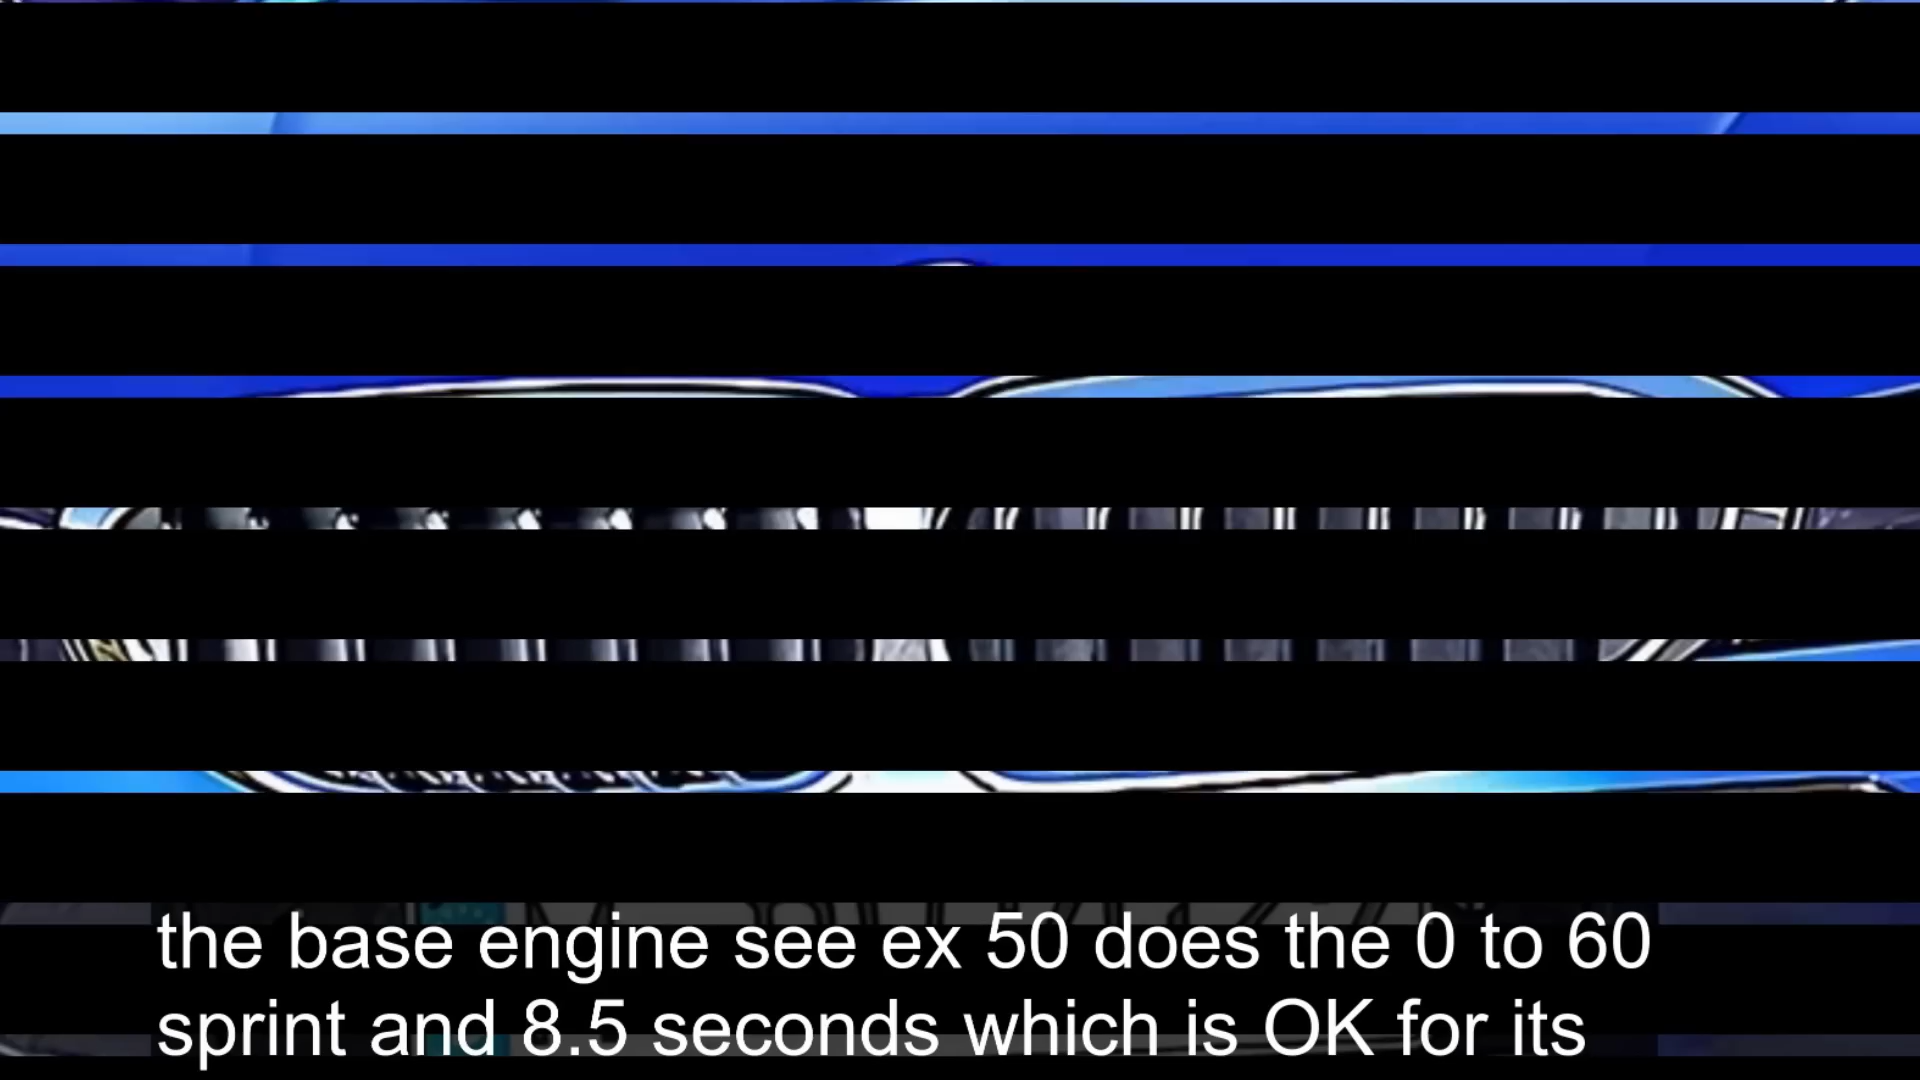 the base engine see ex 50 does the 0 to 60
sprint and 8.5 seconds which is OK for its